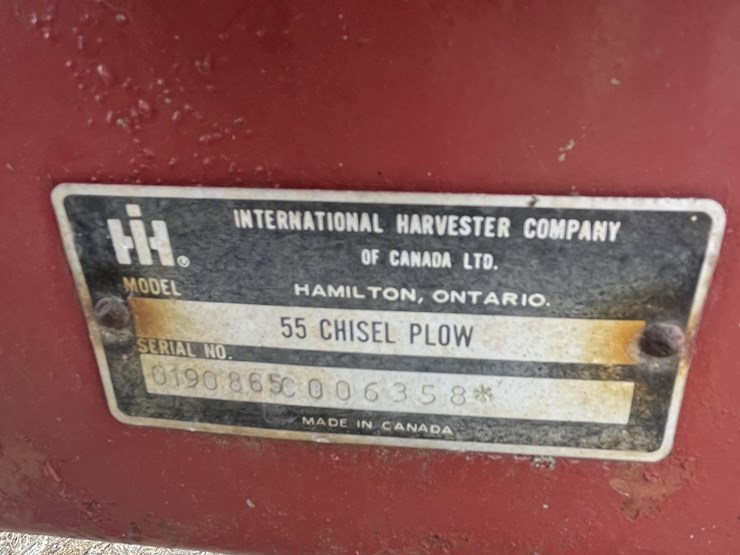 IH®
INTERNATIONAL HARVESTER COMPANY
OF CANADA LTD.
HAMILTON, ONTARIO.
MODEL
55 CHISEL PLOW
SERIAL NO.
0190865C006358*
MADE IN CANADA